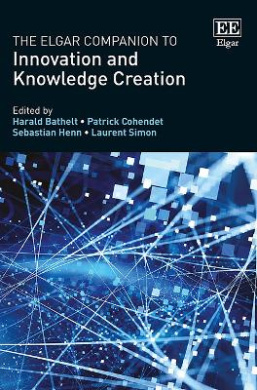 EE
Elgar
THE ELGAR COMPANION TO
Innovation and
Knowledge Creation
Edited by
Harald Bathelt • Patrick Cohendet
Sebastian Henn • Laurent Simon